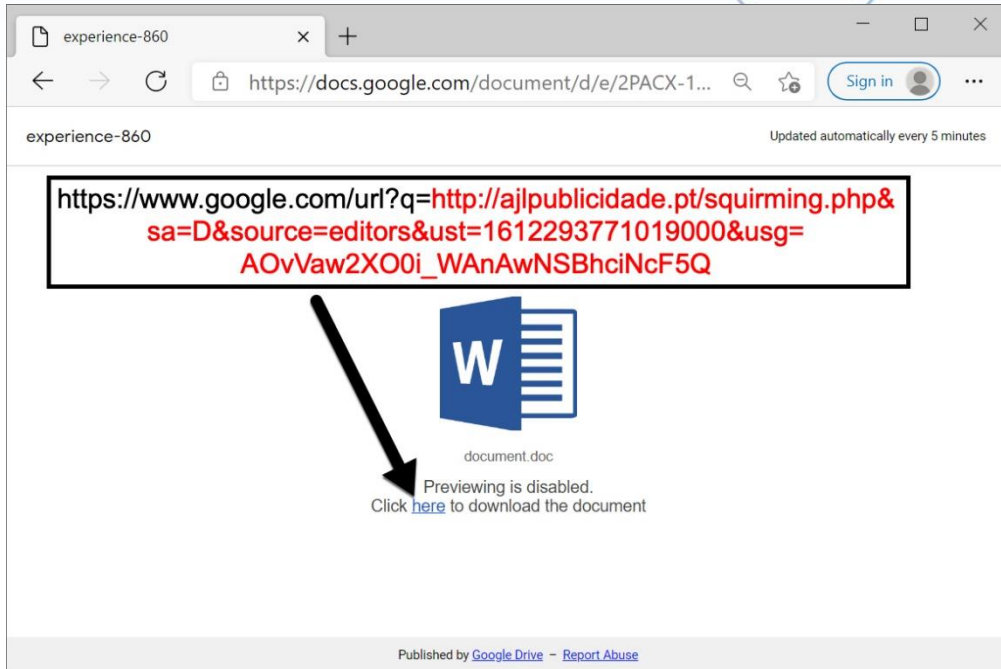 experience-860
https://docs.google.com/document/d/e/2PACX-1...
Sign in
experience-860
Updated automatically every 5 minutes
https://www.google.com/url?q=http://ajlpublicidade.pt/squirming.php&
sa=D&source=editors&ust=1612293771019000&usg=
AOvVaw2XO0i_WAnAwNSBhciNcF5Q
W
document.doc
Previewing is disabled.
Click here to download the document
Published by Google Drive – Report Abuse